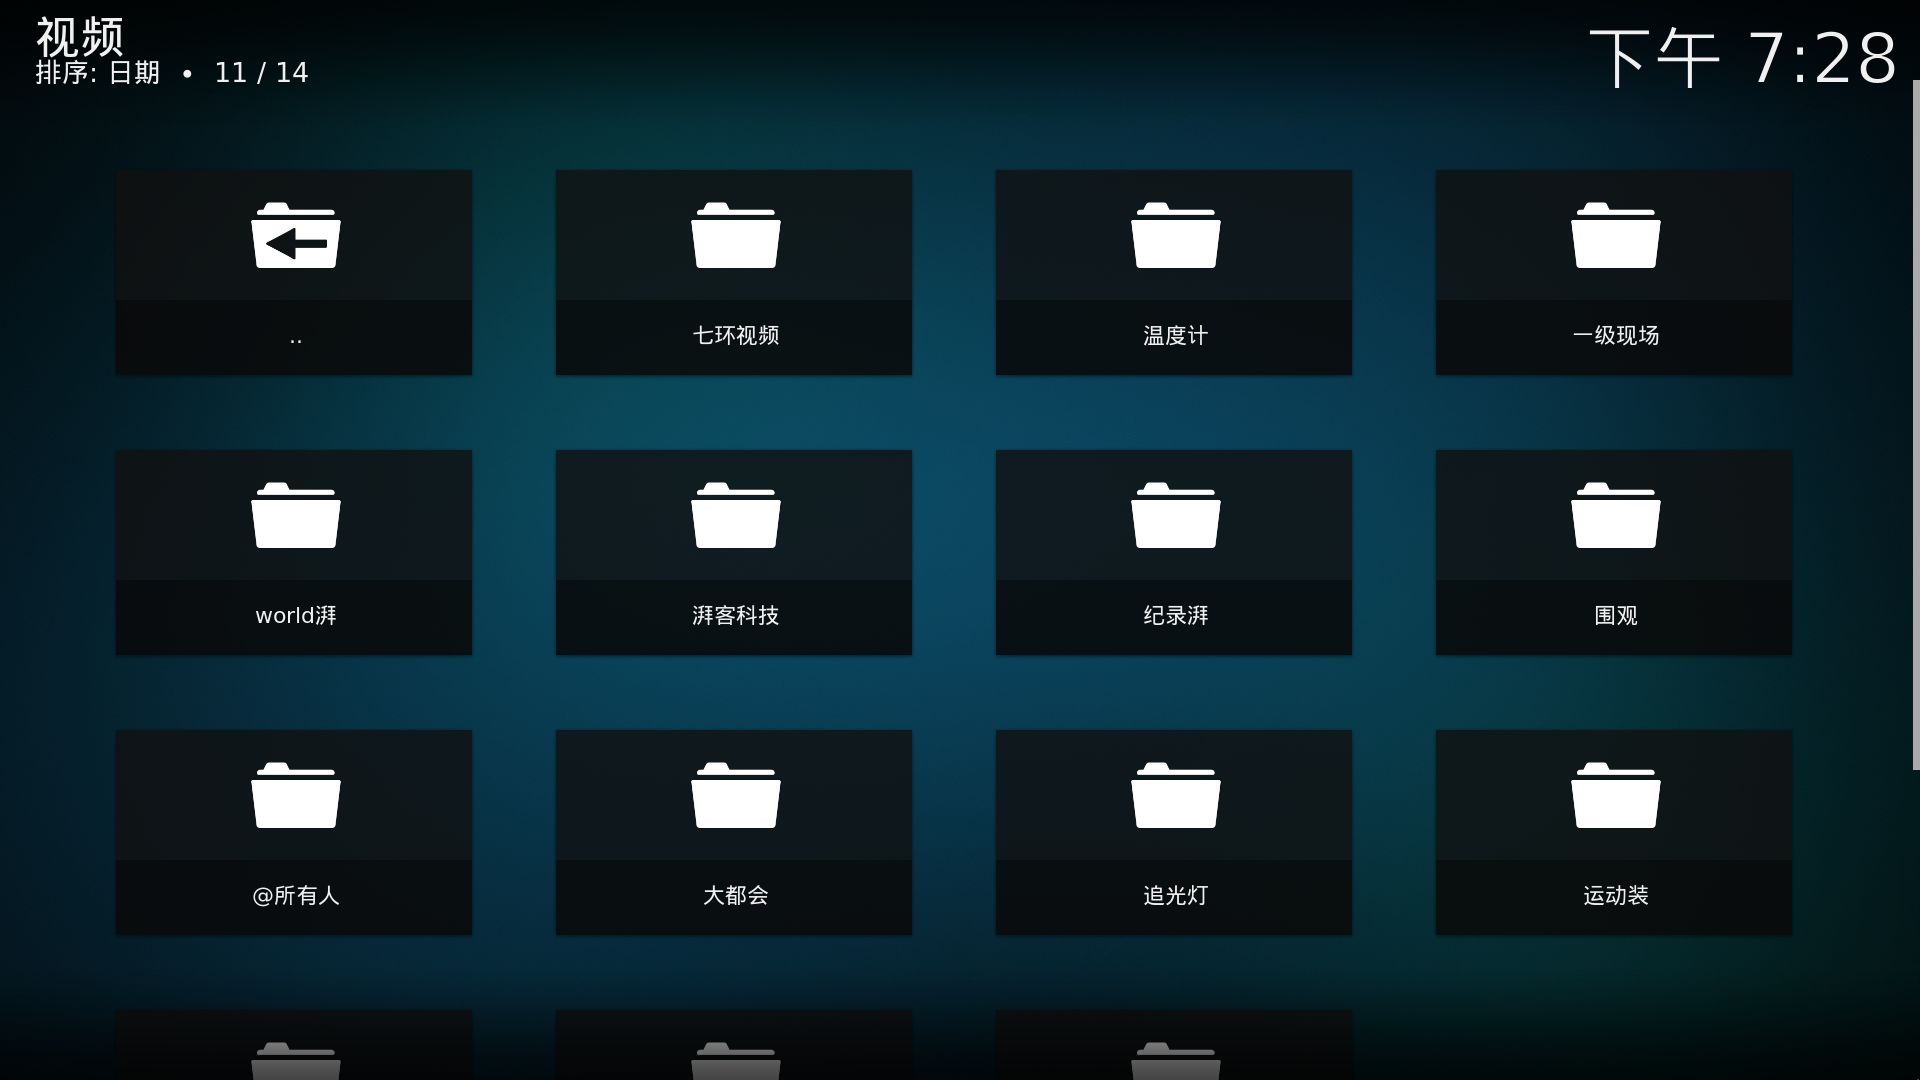 视频
排序: 日期 • 11 / 14
下午 7:28
..
七环视频
温度计
一级现场
world湃
湃客科技
纪录湃
围观
@所有人
大都会
追光灯
运动装